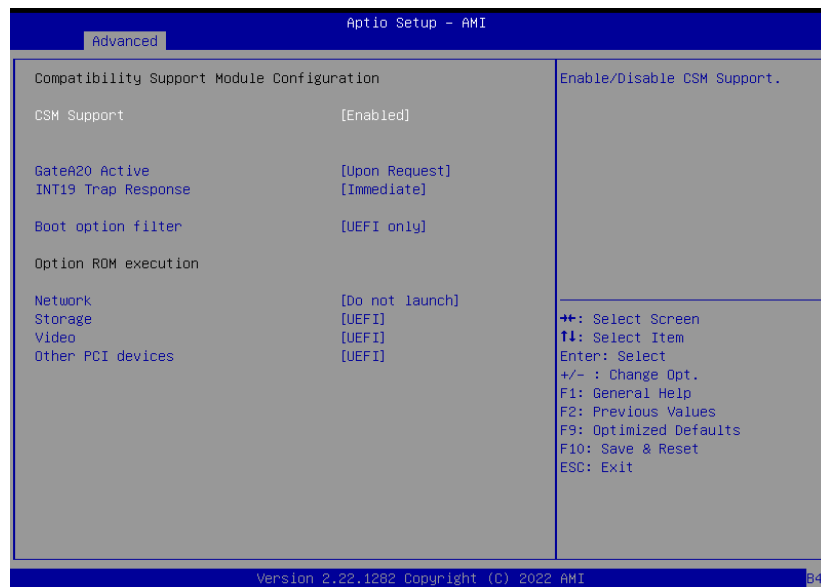 Aptio Setup – AMI
Advanced
Compatibility Support Module Configuration
CSM Support [Enabled]
GateA20 Active [Upon Request]
INT19 Trap Response [Immediate]
Boot option filter [UEFI only]
Option ROM execution
Network [Do not launch]
Storage [UEFI]
Video [UEFI]
Other PCI devices [UEFI]
Enable/Disable CSM Support.
→←: Select Screen
↑↓: Select Item
Enter: Select
+/- : Change Opt.
F1: General Help
F2: Previous Values
F9: Optimized Defaults
F10: Save & Reset
ESC: Exit
Version 2.22.1282 Copyright (C) 2022 AMI
B4